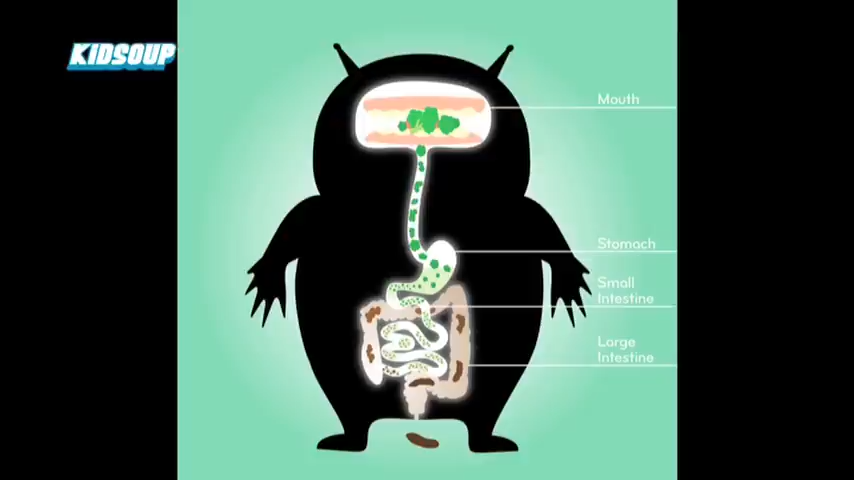 KIDSOUP
Mouth
Stomach
Small
Intestine
Large
Intestine